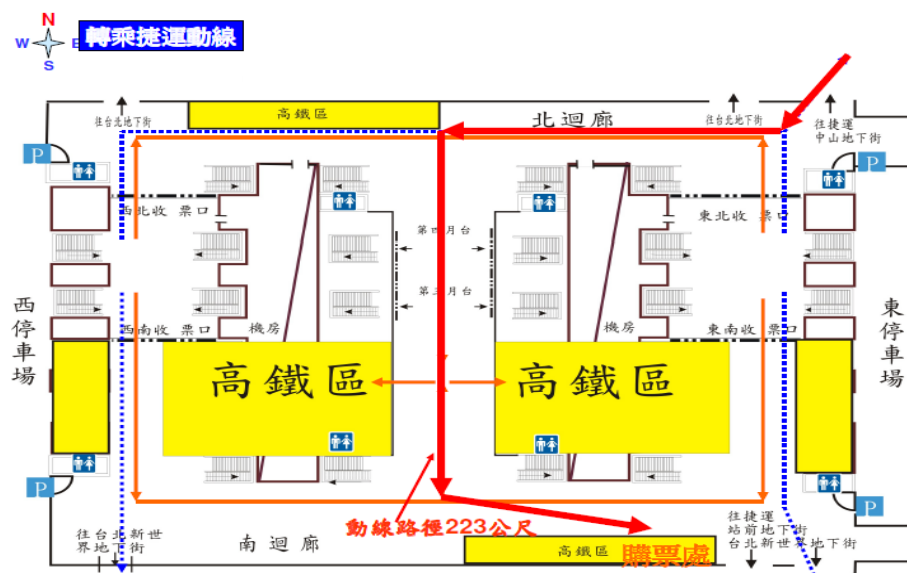 N
W
E
S
轉乘捷運動線
高鐵區
北迴廊
往台北地下街
往台北地下街
往捷運
中山地下街
P
P
西北收 票口
東北收 票口
第四月台
第三月台
西停車場
東停車場
西南收 票口
機房
機房
東南收 票口
高鐵區
高鐵區
P
P
動線路徑223公尺
往台北新世
界地下街
南迴廊
高鐵區
購票處
往捷運
站前地下街
台北新世界地下街